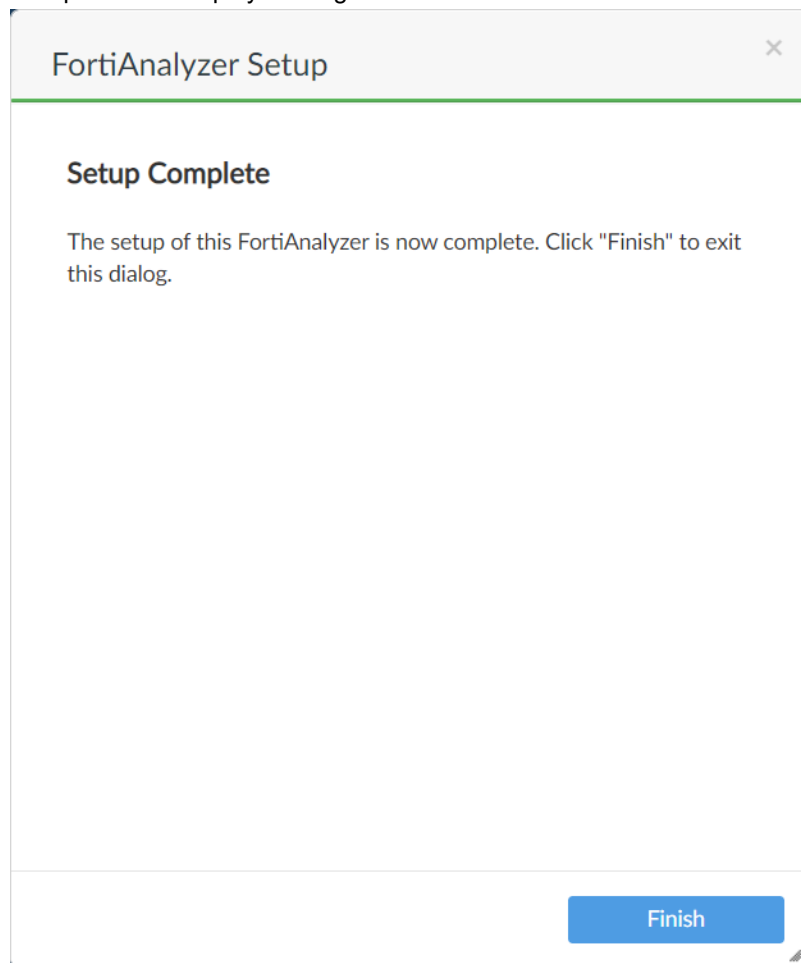 FortiAnalyzer Setup
Setup Complete
The setup of this FortiAnalyzer is now complete. Click "Finish" to exit
this dialog.
Finish